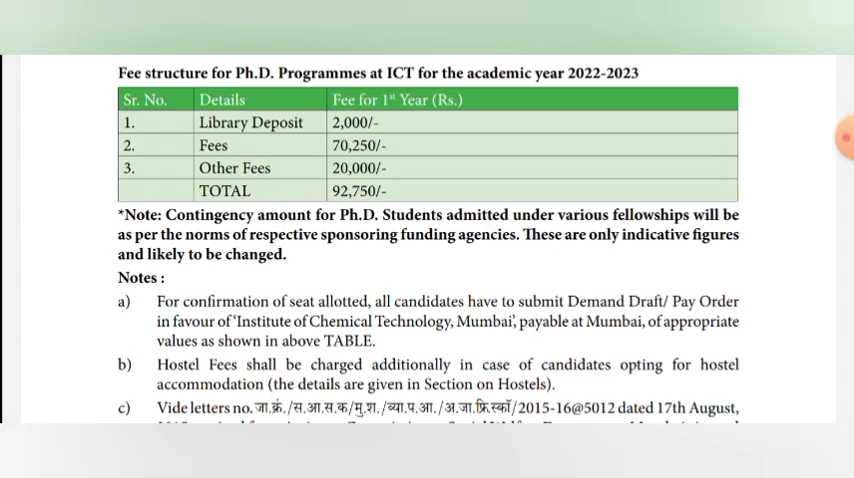 Fee structure for Ph.D. Programmes at ICT for the academic year 2022-2023
Sr. No. Details Fee for 1st Year (Rs.)
1. Library Deposit 2,000/-
2. Fees 70,250/-
3. Other Fees 20,000/-
TOTAL 92,750/-
*Note: Contingency amount for Ph.D. Students admitted under various fellowships will be
as per the norms of respective sponsoring funding agencies. These are only indicative figures
and likely to be changed.
Notes :
a) For confirmation of seat allotted, all candidates have to submit Demand Draft/ Pay Order
in favour of 'Institute of Chemical Technology, Mumbai', payable at Mumbai, of appropriate
values as shown in above TABLE.
b) Hostel Fees shall be charged additionally in case of candidates opting for hostel
accommodation (the details are given in Section on Hostels).
c) Vide letters no. जा.क्रं./स.आ.स.क/मु.श./व्या.प.आ./अ.जा.फ्रिस्कॉ/2015-16@5012 dated 17th August,